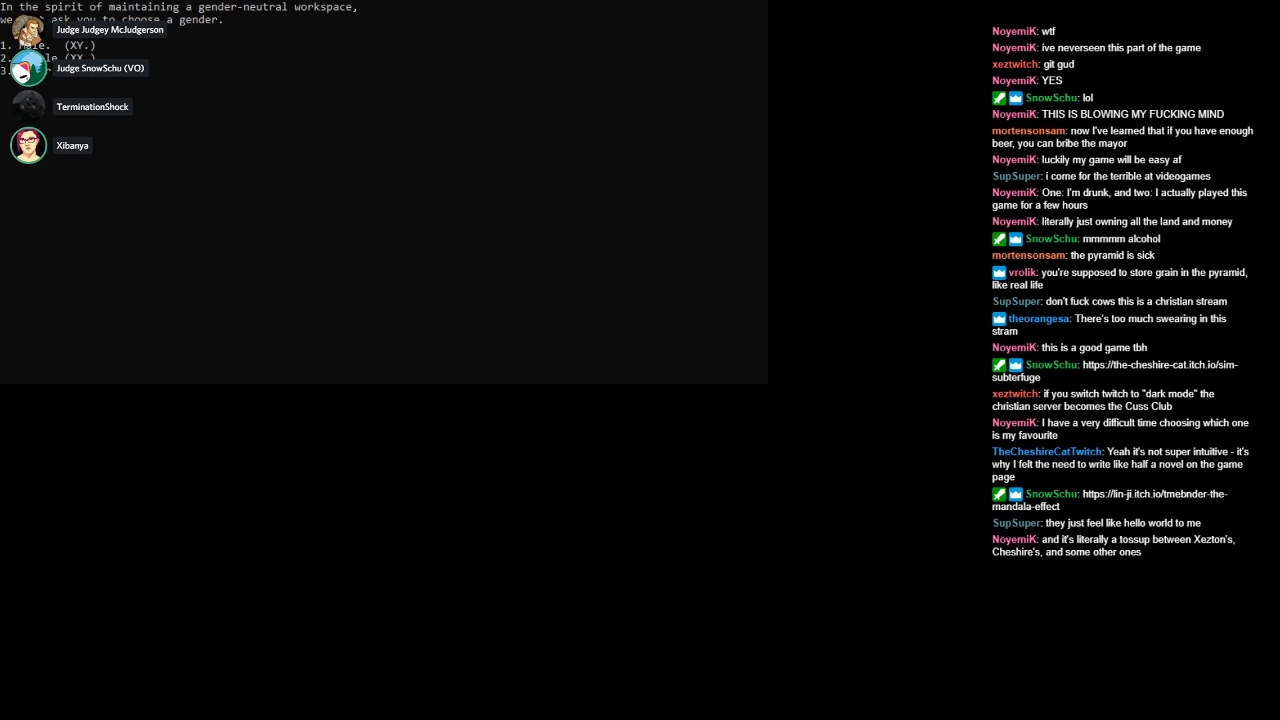 In the spirit of maintaining a gender-neutral workspace,
we ask you to choose a gender.
Judge Judgey McJudgerson
1. (XY.)
2. (XX.)
Judge SnowSchu (VO)
3.
TerminationShock
Xibanya
NoyemiK: wtf
NoyemiK: ive neverseen this part of the game
xeztwitch: git gud
NoyemiK: YES
SnowSchu: lol
NoyemiK: THIS IS BLOWING MY FUCKING MIND
mortensonsam: now I've learned that if you have enough
beer, you can bribe the mayor
NoyemiK: luckily my game will be easy af
SupSuper: i come for the terrible at videogames
NoyemiK: One: I'm drunk, and two: I actually played this
game for a few hours
NoyemiK: literally just owning all the land and money
SnowSchu: mmmmm alcohol
mortensonsam: the pyramid is sick
vrolik: you're supposed to store grain in the pyramid,
like real life
SupSuper: don't fuck cows this is a christian stream
theorangesa: There's too much swearing in this
stram
NoyemiK: this is a good game tbh
SnowSchu: https://the-cheshire-cat.itch.io/sim-
subterfuge
xeztwitch: if you switch twitch to "dark mode" the
christian server becomes the Cuss Club
NoyemiK: I have a very difficult time choosing which one
is my favourite
TheCheshireCatTwitch: Yeah it's not super intuitive - it's
why I felt the need to write like half a novel on the game
page
SnowSchu: https://lin-ji.itch.io/tmebnder-the-
mandala-effect
SupSuper: they just feel like hello world to me
NoyemiK: and it's literally a tossup between Xezton's,
Cheshire's, and some other ones